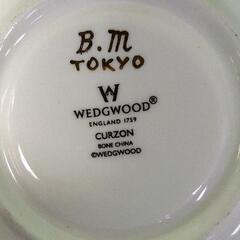 B.M
TOKYO
W
WEDGWOOD®
ENGLAND 1759
CURZON
BONE CHINA
©WEDGWOOD